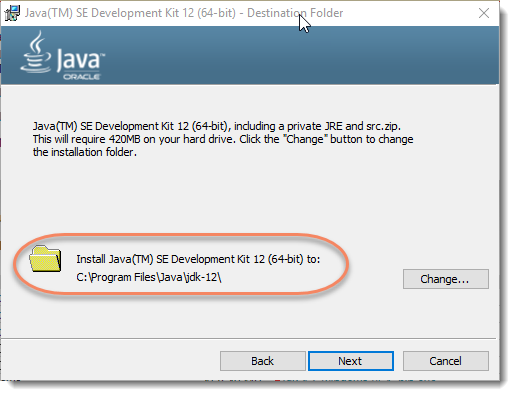 Java(TM) SE Development Kit 12 (64-bit) - Destination Folder
Java
ORACLE
Java(TM) SE Development Kit 12 (64-bit), including a private JRE and src.zip.
This will require 420MB on your hard drive. Click the "Change" button to change
the installation folder.
Install Java(TM) SE Development Kit 12 (64-bit) to:
C:\Program Files\Java\jdk-12\
Change...
Back
Next
Cancel